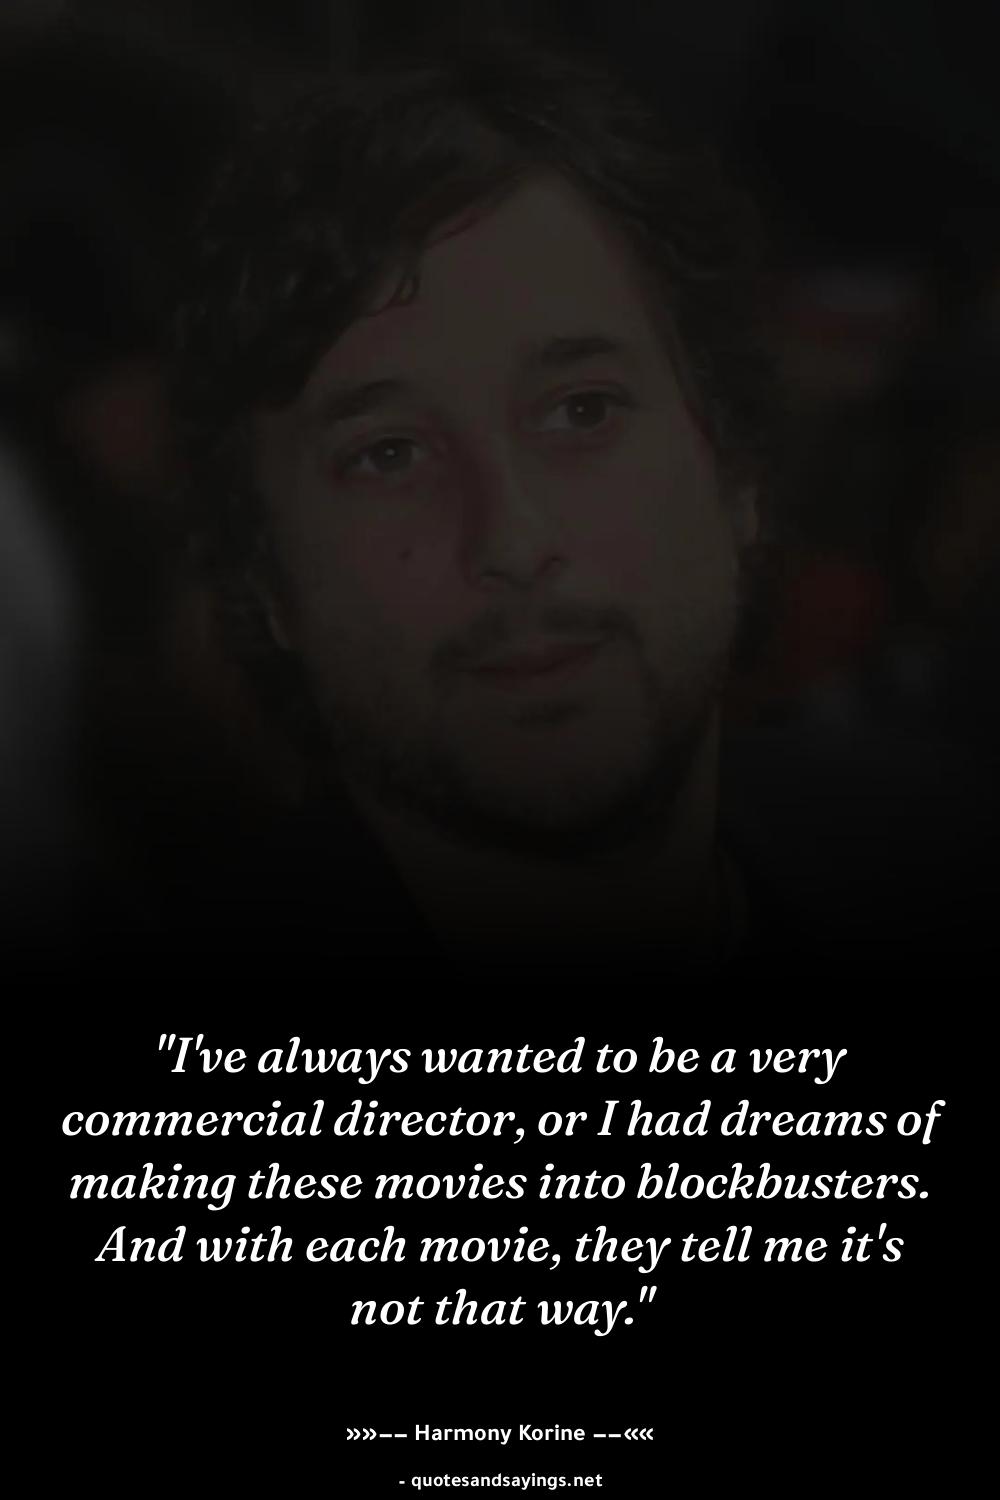 "I've always wanted to be a very
commercial director, or I had dreams of
making these movies into blockbusters.
And with each movie, they tell me it's
not that way."
»»–– Harmony Korine ––««
- quotesandsayings.net